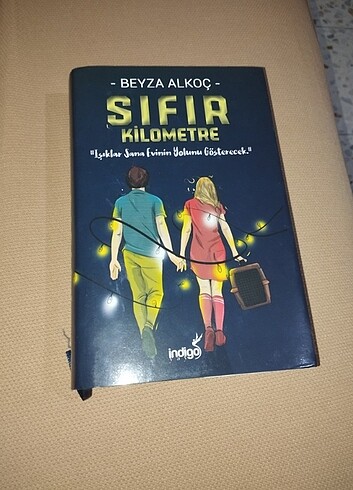 - BEYZA ALKOÇ -
SIFIR
KİLOMETRE
"Işıklar Sana Evinin Yolunu Gösterecek."
indigo